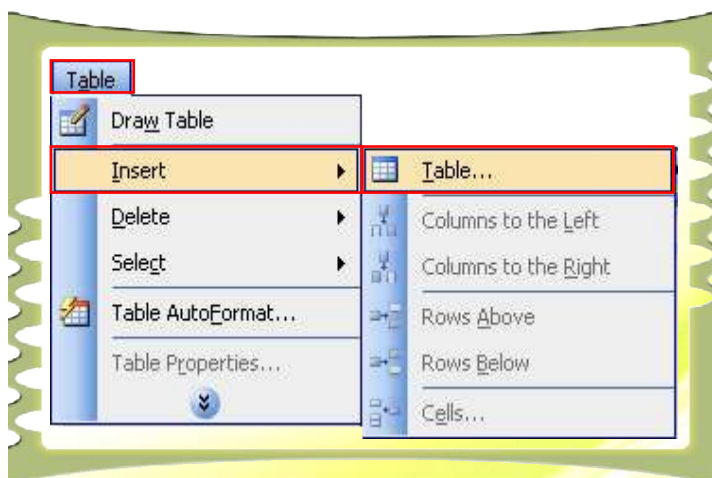 Table
Draw Table
Insert
Delete
Select
Table AutoFormat...
Table Properties...
Table...
Columns to the Left
Columns to the Right
Rows Above
Rows Below
Cells...